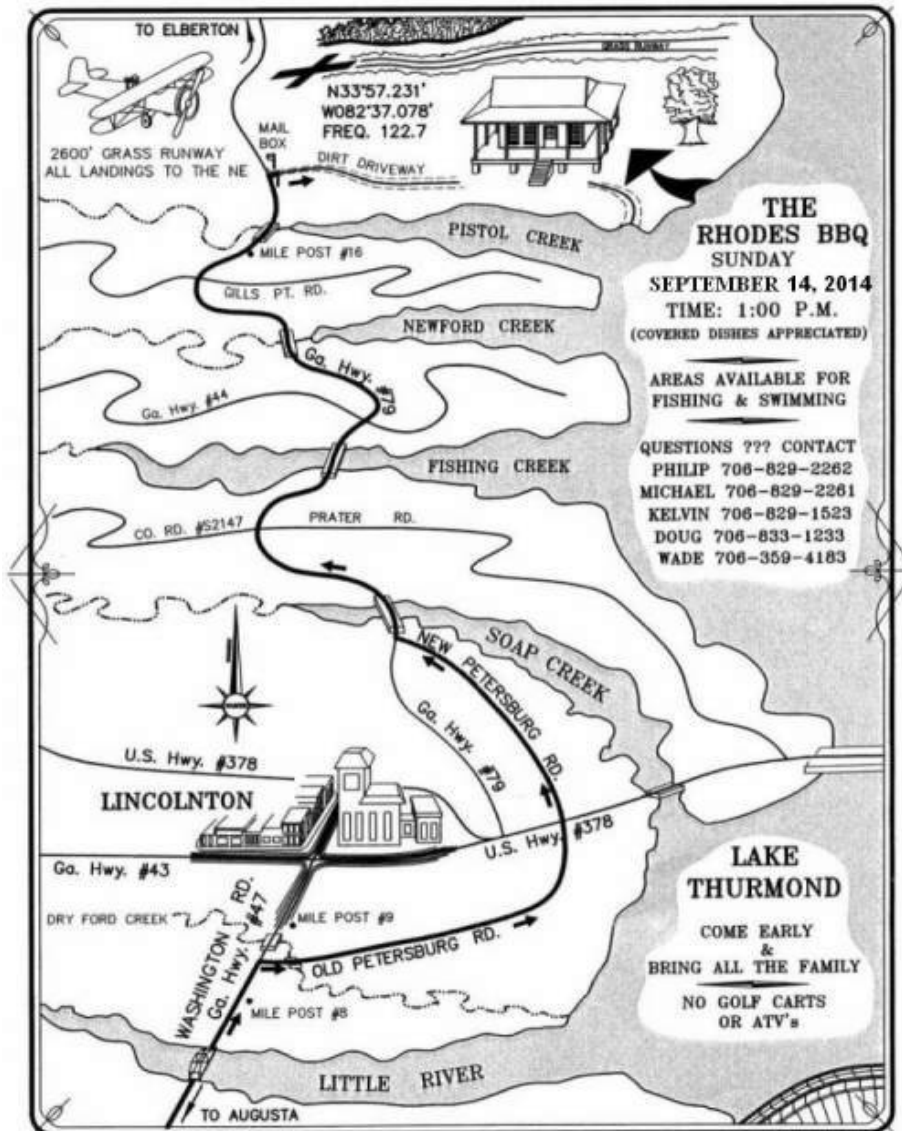 TO ELBERTON
GRASS RUNWAY
N33°57.231'
W082°37.078'
FREQ. 122.7
2600' GRASS RUNWAY
ALL LANDINGS TO THE NE
MAIL
BOX
DIRT DRIVEWAY
PISTOL CREEK
MILE POST #16
GILLS PT. RD.
NEWFORD CREEK
Ga. Hwy. #79
Ga. Hwy. #44
FISHING CREEK
CO. RD. #S2147
PRATER RD.
THE
RHODES BBQ
SUNDAY
SEPTEMBER 14, 2014
TIME: 1:00 P.M.
(COVERED DISHES APPRECIATED)
AREAS AVAILABLE FOR
FISHING & SWIMMING
QUESTIONS ??? CONTACT
PHILIP 706-829-2262
MICHAEL 706-829-2261
KELVIN 706-829-1523
DOUG 706-833-1233
WADE 706-359-4183
SOAP CREEK
NEW PETERSBURG RD.
Ga. Hwy. #79
U.S. Hwy. #378
LINCOLNTON
U.S. Hwy. #378
Ga. Hwy. #43
DRY FORD CREEK
WASHINGTON RD.
Ga. Hwy. #47
MILE POST #9
OLD PETERSBURG RD.
MILE POST #8
LITTLE RIVER
TO AUGUSTA
LAKE
THURMOND
COME EARLY
&
BRING ALL THE FAMILY
NO GOLF CARTS
OR ATV's